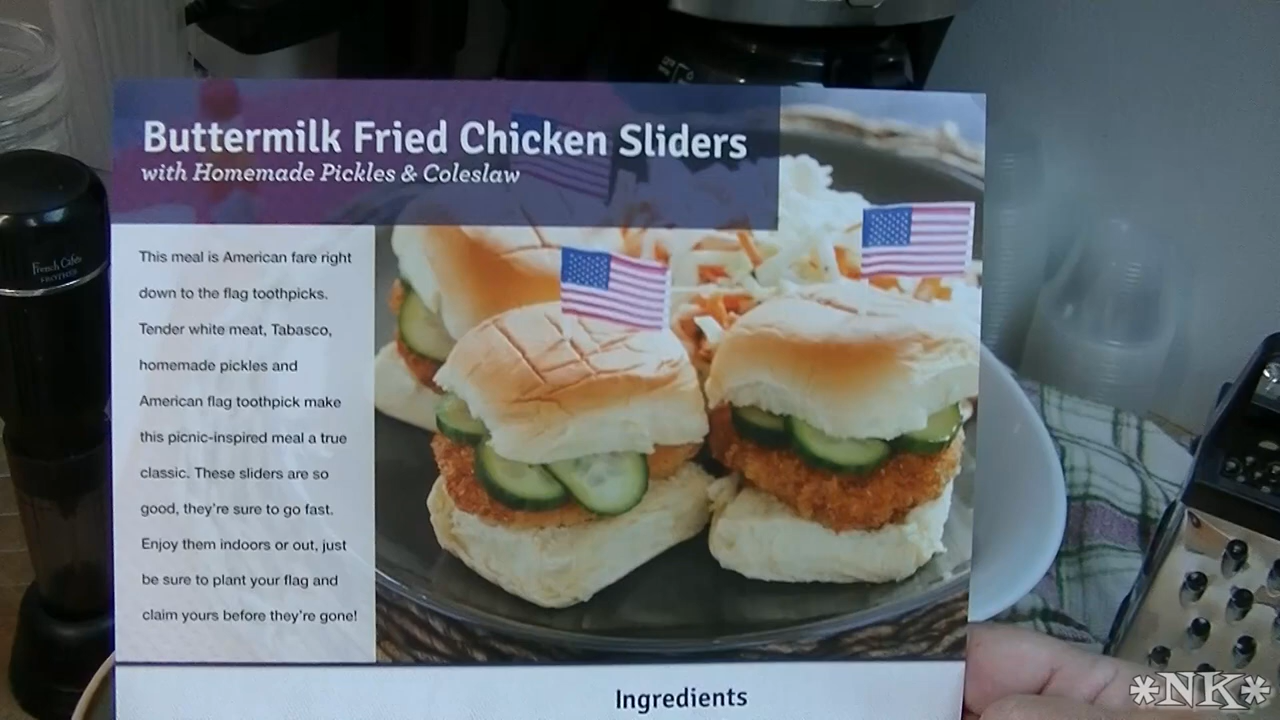 Buttermilk Fried Chicken Sliders
with Homemade Pickles & Coleslaw
This meal is American fare right
down to the flag toothpicks.
Tender white meat, Tabasco,
homemade pickles and
American flag toothpick make
this picnic-inspired meal a true
classic. These sliders are so
good, they're sure to go fast.
Enjoy them indoors or out, just
be sure to plant your flag and
claim yours before they're gone!
Ingredients
French Cafe
*NK*